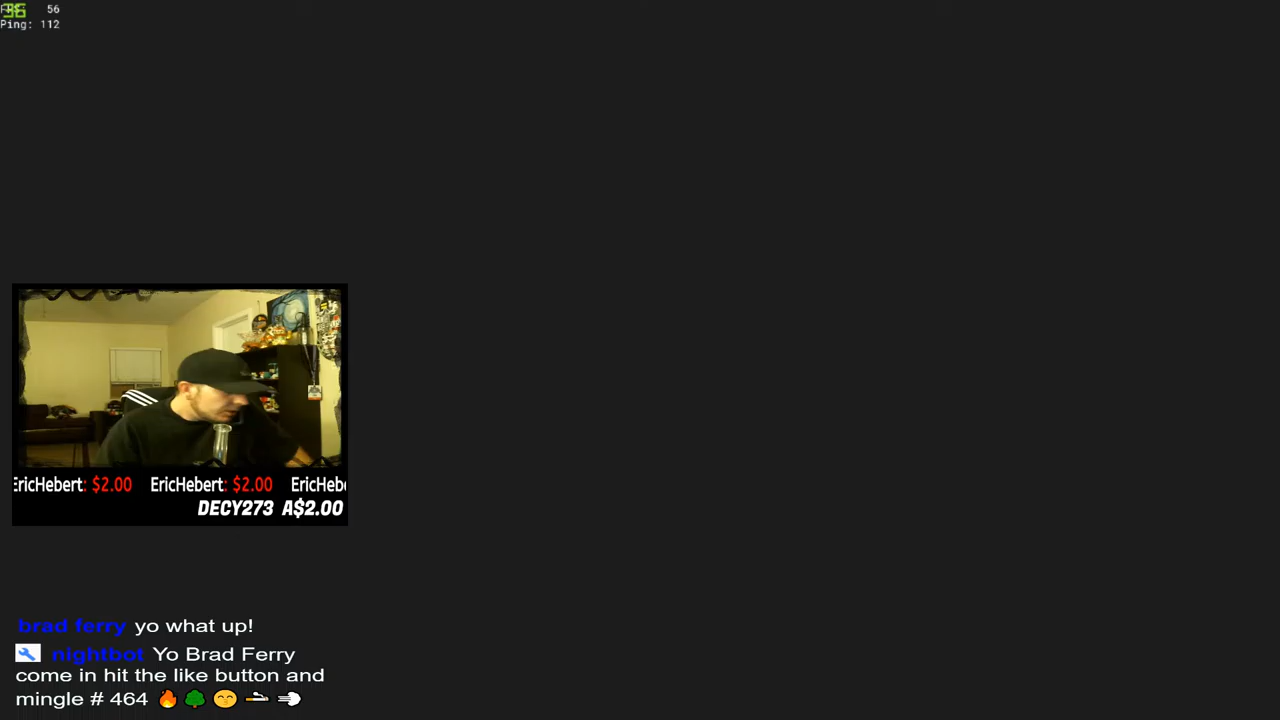 56
Ping: 112
EricHebert: $2.00 EricHebert: $2.00 EricHeb
DECY273 A$2.00
brad ferry yo what up!
nightbot Yo Brad Ferry
come in hit the like button and
mingle # 464 🔥🌳😙🚬💨